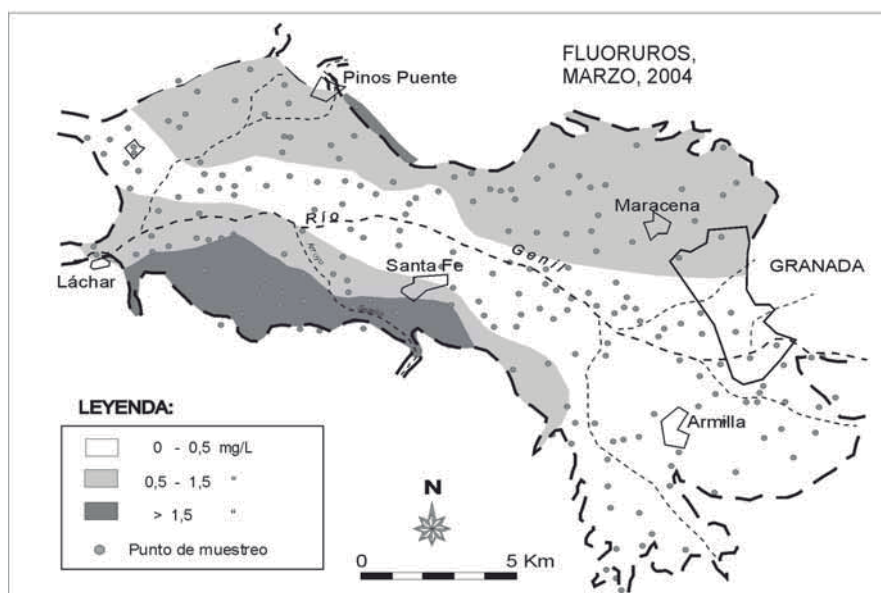 FLUORUROS,
MARZO, 2004
Pinos Puente
Maracena
Río
Genil
GRANADA
Arroyo
Santa Fe
Láchar
Armilla
LEYENDA:
0 - 0,5 mg/L
0,5 - 1,5 "
> 1,5 "
Punto de muestreo
N
0 5 Km